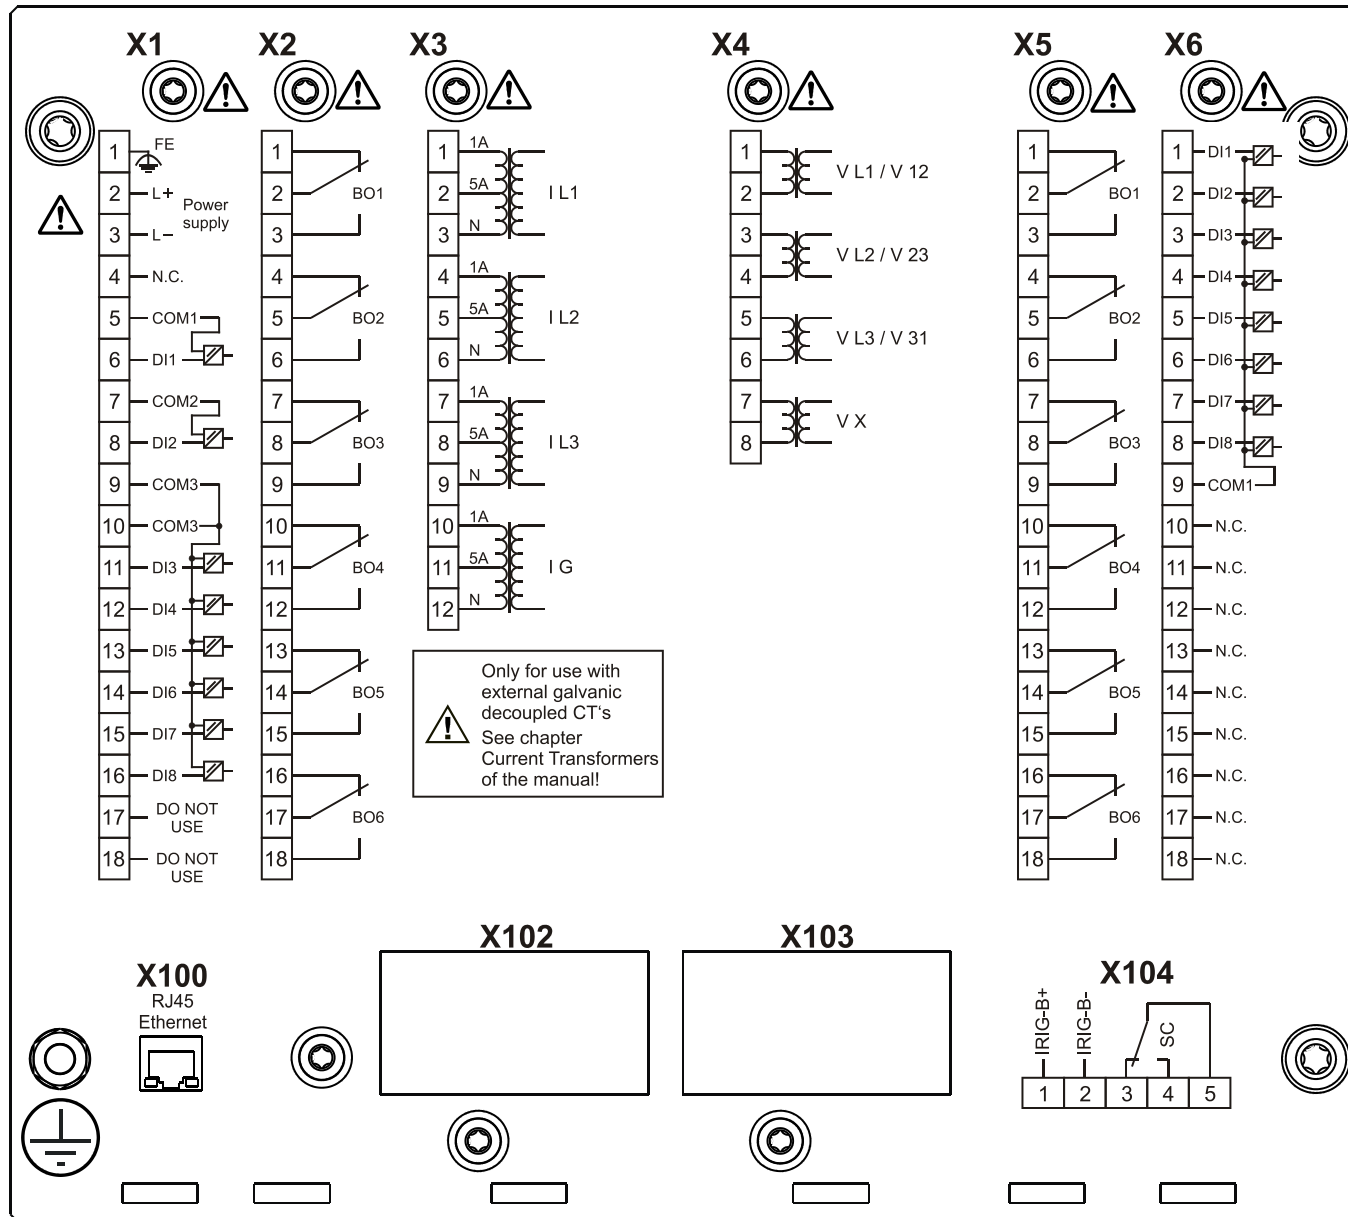 X1
1 FE
2 L+ Power
supply
3 L–
4 N.C.
5 COM1
6 DI1
7 COM2
8 DI2
9 COM3
10 COM3
11 DI3
12 DI4
13 DI5
14 DI6
15 DI7
16 DI8
17 DO NOT
USE
18 DO NOT
USE
X2
1
2 BO1
3
4
5 BO2
6
7
8 BO3
9
10
11 BO4
12
13
14 BO5
15
16
17 BO6
18
X3
1 1A
2 5A I L1
3 N
4 1A
5 5A I L2
6 N
7 1A
8 5A I L3
9 N
10 1A
11 5A I G
12 N
Only for use with
external galvanic
decoupled CT‘s
See chapter
Current Transformers
of the manual!
X4
1
V L1 / V 12
2
3
V L2 / V 23
4
5
V L3 / V 31
6
7
V X
8
X5
1
2 BO1
3
4
5 BO2
6
7
8 BO3
9
10
11 BO4
12
13
14 BO5
15
16
17 BO6
18
X6
1 DI1
2 DI2
3 DI3
4 DI4
5 DI5
6 DI6
7 DI7
8 DI8
9 COM1
10 N.C.
11 N.C.
12 N.C.
13 N.C.
14 N.C.
15 N.C.
16 N.C.
17 N.C.
18 N.C.
X100
RJ45
Ethernet
X102
X103
X104
IRIG-B+
IRIG-B-
SC
1 2 3 4 5